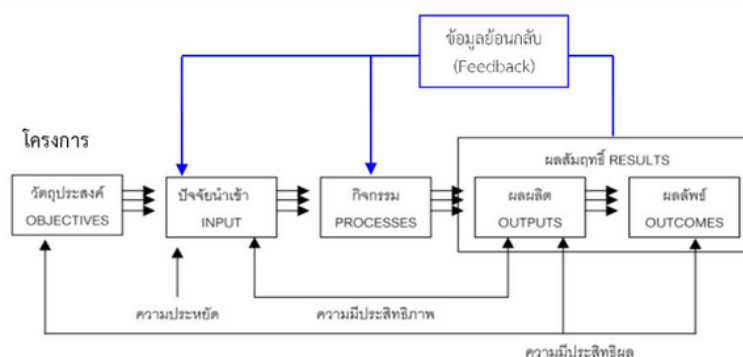 ข้อมูลย้อนกลับ
(Feedback)
โครงการ
ผลสัมฤทธิ์ RESULTS
วัตถุประสงค์
OBJECTIVES
ปัจจัยนำเข้า
INPUT
กิจกรรม
PROCESSES
ผลผลิต
OUTPUTS
ผลลัพธ์
OUTCOMES
ความประหยัด
ความมีประสิทธิภาพ
ความมีประสิทธิผล